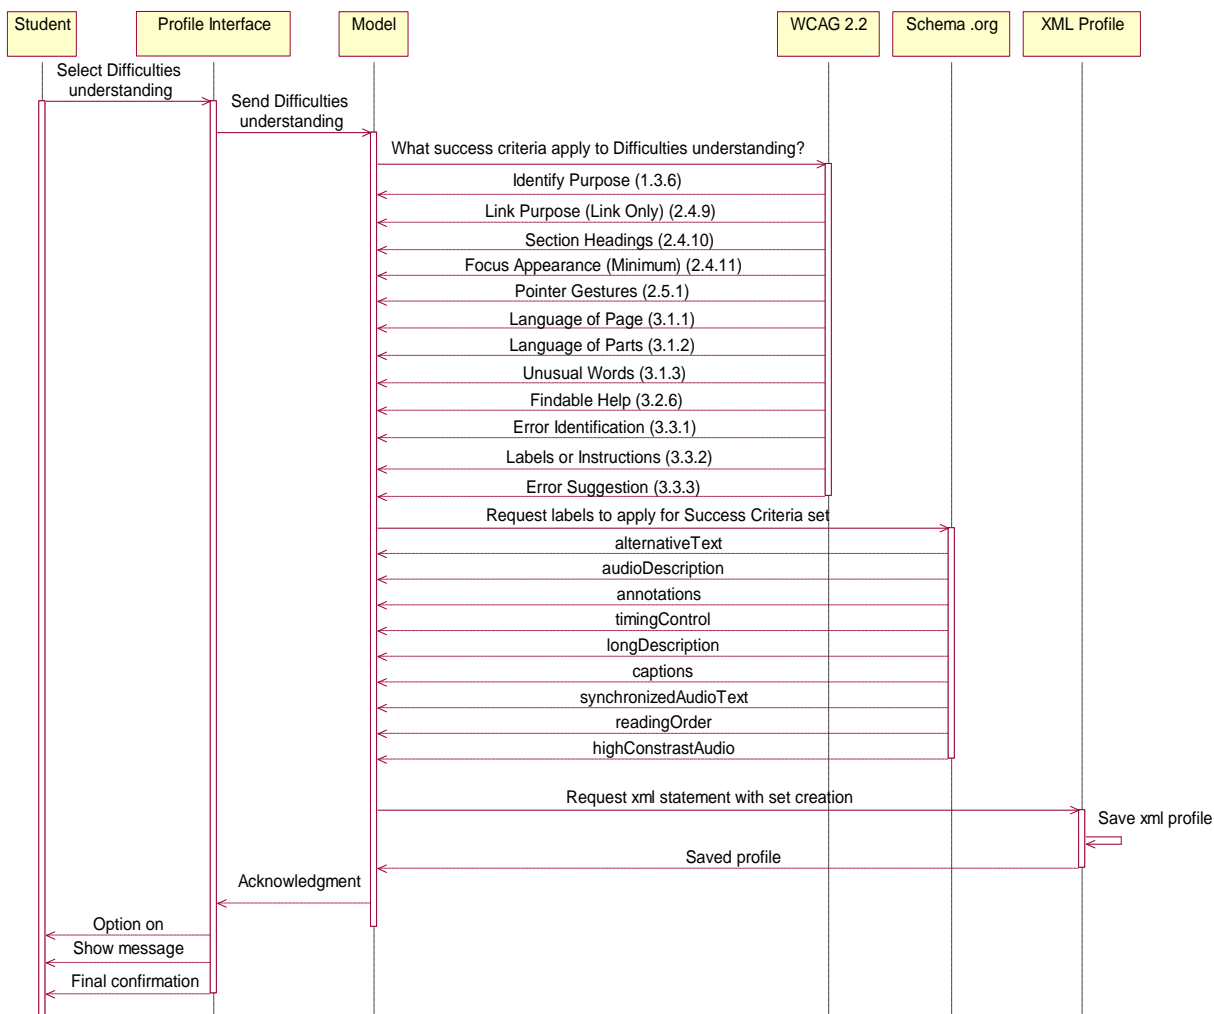 Student
Profile Interface
Model
WCAG 2.2
Schema .org
XML Profile
Select Difficulties
understanding
Send Difficulties
understanding
What success criteria apply to Difficulties understanding?
Identify Purpose (1.3.6)
Link Purpose (Link Only) (2.4.9)
Section Headings (2.4.10)
Focus Appearance (Minimum) (2.4.11)
Pointer Gestures (2.5.1)
Language of Page (3.1.1)
Language of Parts (3.1.2)
Unusual Words (3.1.3)
Findable Help (3.2.6)
Error Identification (3.3.1)
Labels or Instructions (3.3.2)
Error Suggestion (3.3.3)
Request labels to apply for Success Criteria set
alternativeText
audioDescription
annotations
timingControl
longDescription
captions
synchronizedAudioText
readingOrder
highConstrastAudio
Request xml statement with set creation
Save xml profile
Saved profile
Acknowledgment
Option on
Show message
Final confirmation